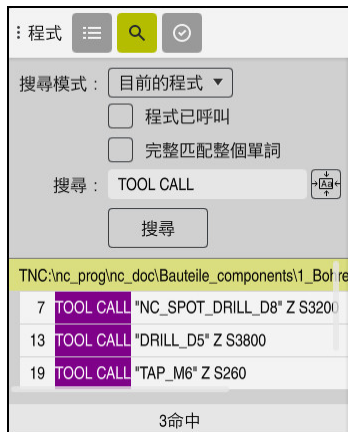 程式
搜尋模式： 目前的程式
程式已呼叫
完整匹配整個單詞
搜尋： TOOL CALL
搜尋
TNC:\nc_prog\nc_doc\Bauteile_components\1_Bohre
7 TOOL CALL "NC_SPOT_DRILL_D8" Z S3200
13 TOOL CALL "DRILL_D5" Z S3800
19 TOOL CALL "TAP_M6" Z S260
3命中